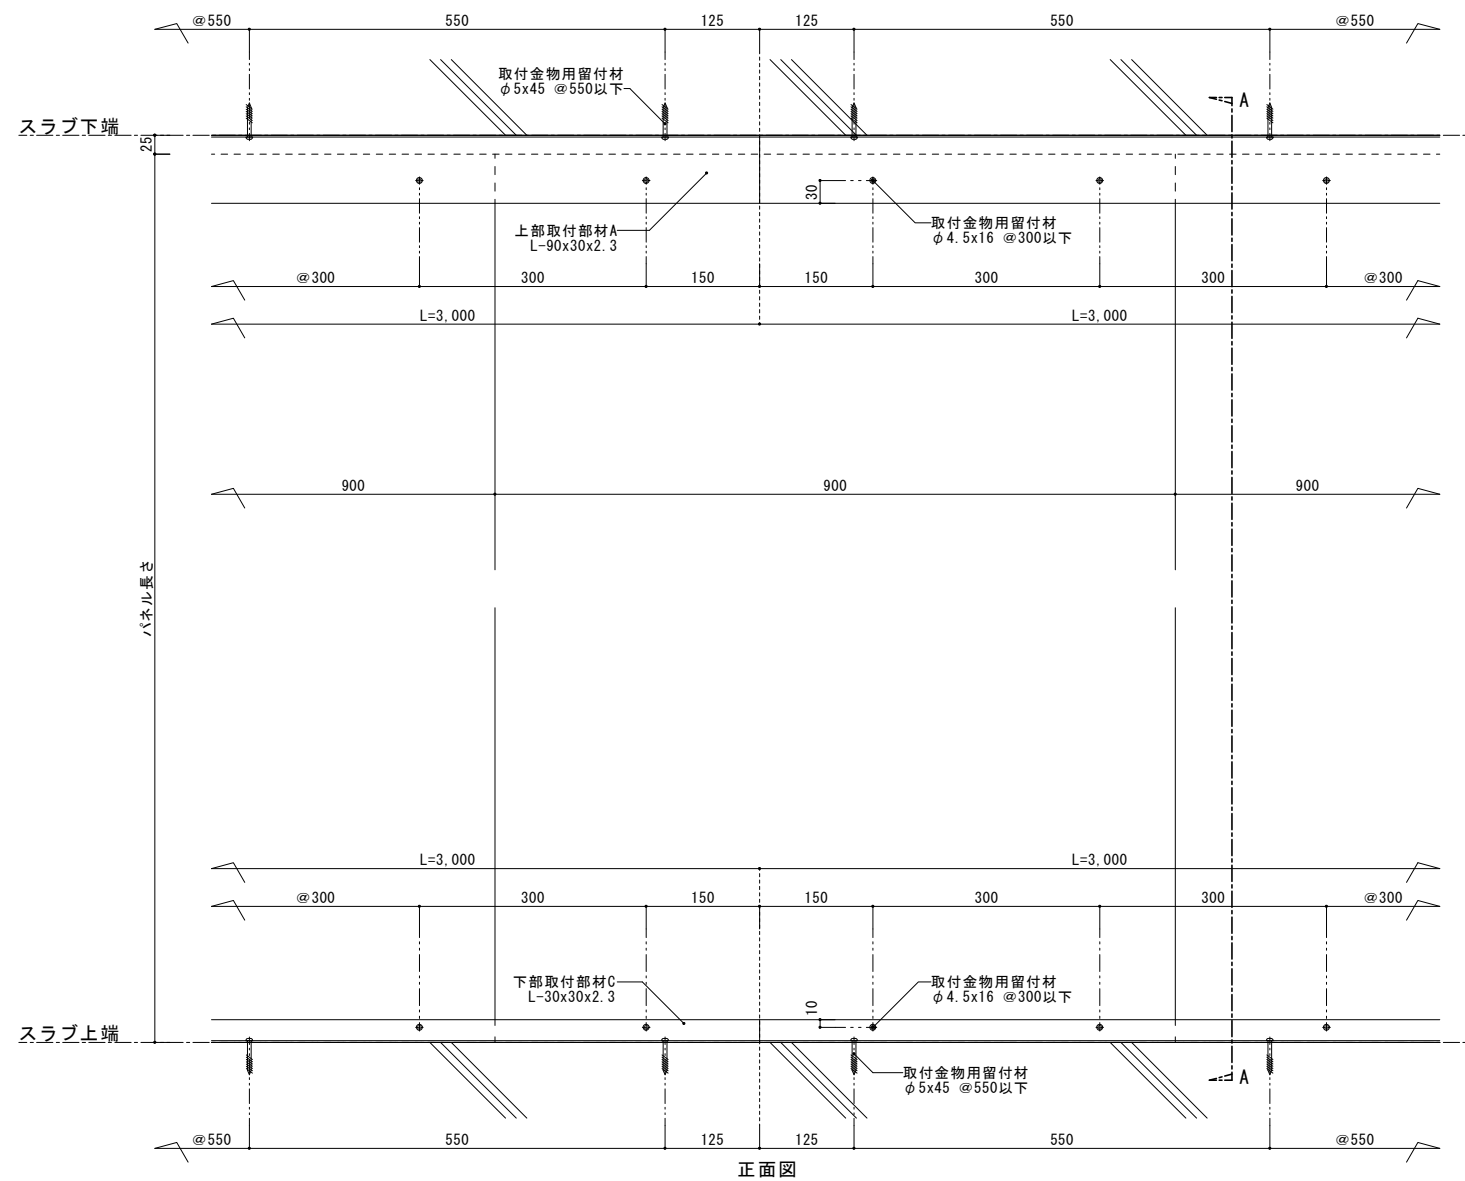 @550 550 125 125 550 @550
取付金物用留付材
φ5x45 @550以下
A
スラブ下端
25
30
上部取付部材A
L-90x30x2.3
取付金物用留付材
φ4.5x16 @300以下
@300 300 150 150 300 300 @300
L=3,000 L=3,000
900 900 900
パネル長さ
L=3,000 L=3,000
@300 300 150 150 300 300 @300
下部取付部材C
L-30x30x2.3
10
取付金物用留付材
φ4.5x16 @300以下
スラブ上端
取付金物用留付材
φ5x45 @550以下
A
@550 550 125 125 550 @550
正面図